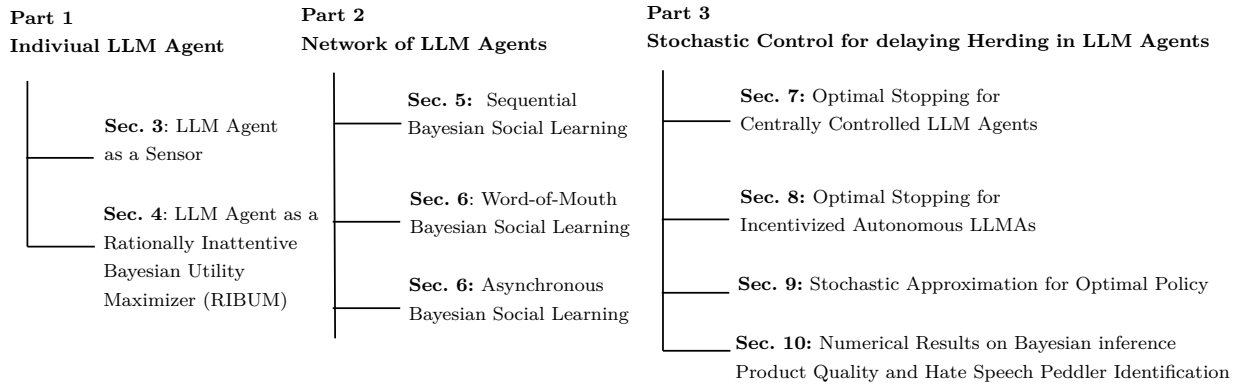 Part 1
Indiviual LLM Agent
Sec. 3: LLM Agent
as a Sensor
Sec. 4: LLM Agent as a
Rationally Inattentive
Bayesian Utility
Maximizer (RIBUM)
Part 2
Network of LLM Agents
Sec. 5: Sequential
Bayesian Social Learning
Sec. 6: Word-of-Mouth
Bayesian Social Learning
Sec. 6: Asynchronous
Bayesian Social Learning
Part 3
Stochastic Control for delaying Herding in LLM Agents
Sec. 7: Optimal Stopping for
Centrally Controlled LLM Agents
Sec. 8: Optimal Stopping for
Incentivized Autonomous LLMAs
Sec. 9: Stochastic Approximation for Optimal Policy
Sec. 10: Numerical Results on Bayesian inference
Product Quality and Hate Speech Peddler Identification